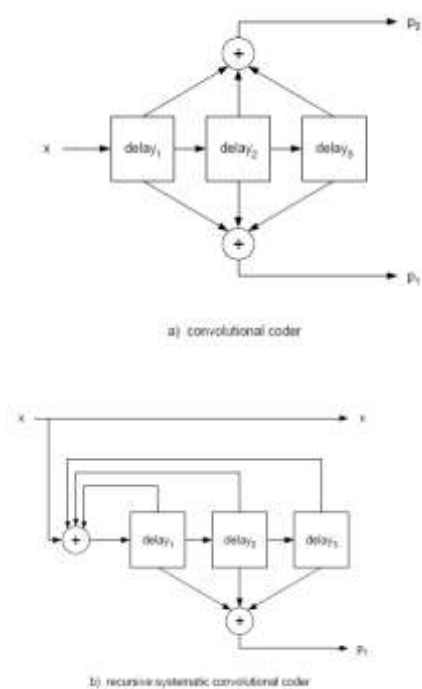 p₂
+
x
delay₁
delay₂
delay₃
+
p₁
a) convolutional coder
x
x
+
delay₁
delay₂
delay₃
+
p₁
b) recursive systematic convolutional coder